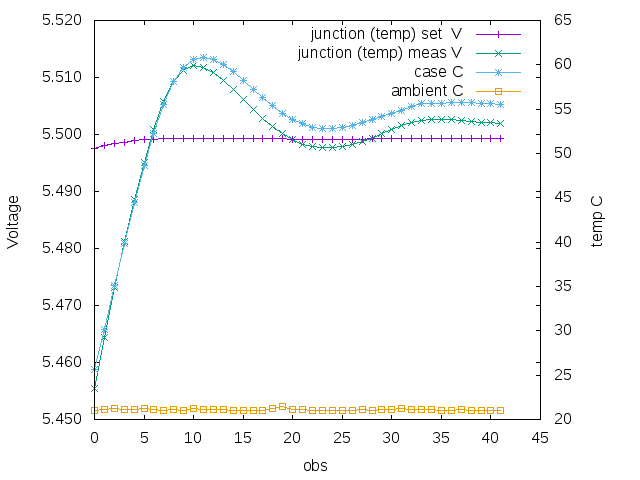 5.520
5.510
5.500
5.490
5.480
5.470
5.460
5.450
Voltage
junction (temp) set V
junction (temp) meas V
case C
ambient C
65
60
55
50
45
40
35
30
25
20
temp C
0 5 10 15 20 25 30 35 40 45
obs